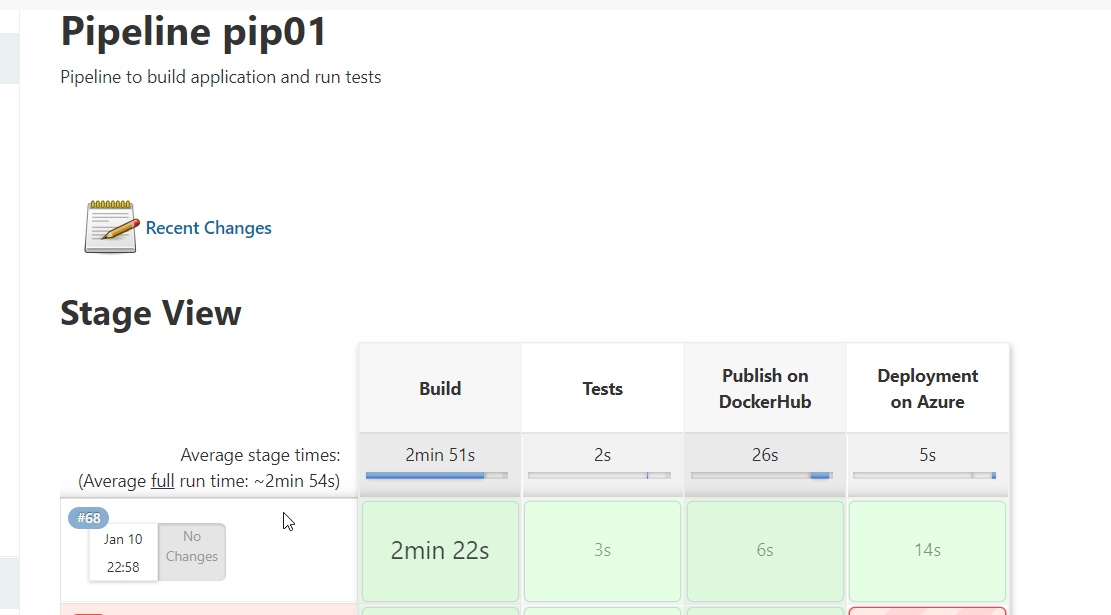 Pipeline pip01
Pipeline to build application and run tests
Recent Changes
Stage View
Build
Tests
Publish on
DockerHub
Deployment
on Azure
Average stage times:
(Average full run time: ~2min 54s)
2min 51s
2s
26s
5s
#68
Jan 10
22:58
No
Changes
2min 22s
3s
6s
14s